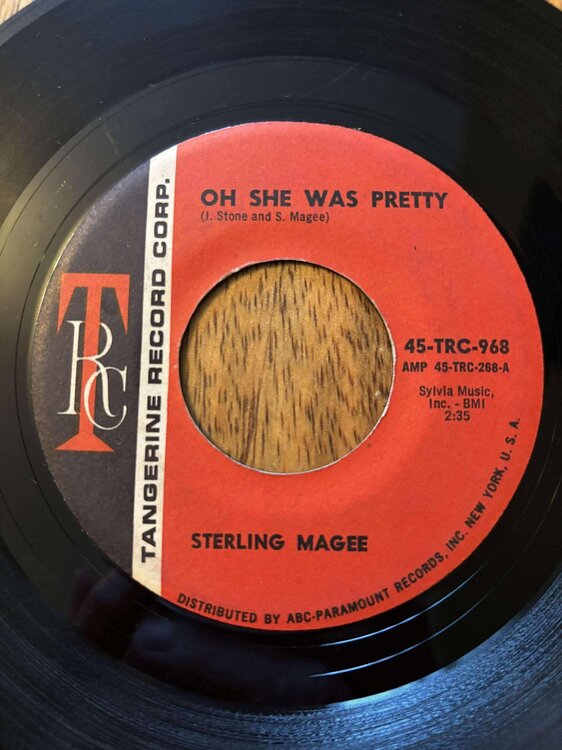 OH SHE WAS PRETTY
(J. Stone and S. Magee)
TRC
TANGERINE RECORD CORP.
45-TRC-968
AMP 45-TRC-268-A
Sylvia Music,
Inc. - BMI
2:35
STERLING MAGEE
DISTRIBUTED BY ABC-PARAMOUNT RECORDS, INC. NEW YORK, U. S. A.